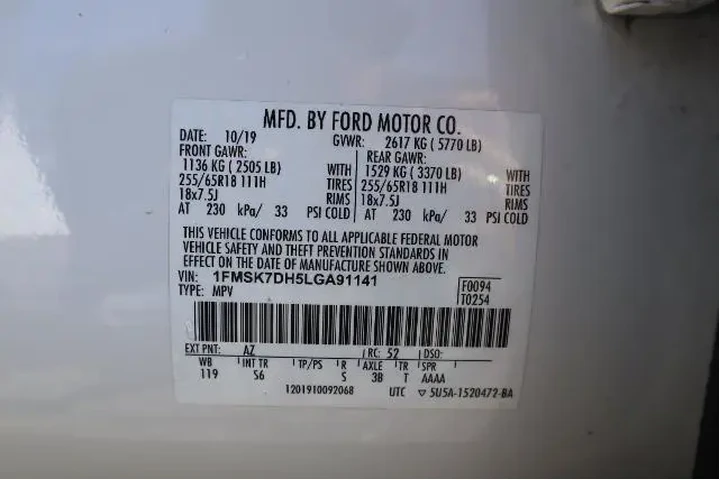 MFD. BY FORD MOTOR CO.
DATE: 10/19 GVWR: 2617 KG ( 5770 LB)
FRONT GAWR: REAR GAWR:
1136 KG ( 2505 LB) WITH 1529 KG ( 3370 LB) WITH
255/65R18 111H TIRES 255/65R18 111H TIRES
18x7.5J RIMS 18x7.5J RIMS
AT 230 kPa/ 33 PSI COLD AT 230 kPa/ 33 PSI COLD
THIS VEHICLE CONFORMS TO ALL APPLICABLE FEDERAL MOTOR
VEHICLE SAFETY AND THEFT PREVENTION STANDARDS IN
EFFECT ON THE DATE OF MANUFACTURE SHOWN ABOVE.
VIN: 1FMSK7DH5LGA91141 F0094
TYPE: MPV T0254
EXT PNT: AZ RC: 52 DSO:
WB INT TR TP/PS R AXLE TR SPR
119 S6 S 3B T AAAA
1201910092068 UTC ▽ 5U5A-1520472-BA